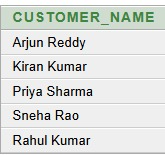 CUSTOMER_NAME
Arjun Reddy
Kiran Kumar
Priya Sharma
Sneha Rao
Rahul Kumar